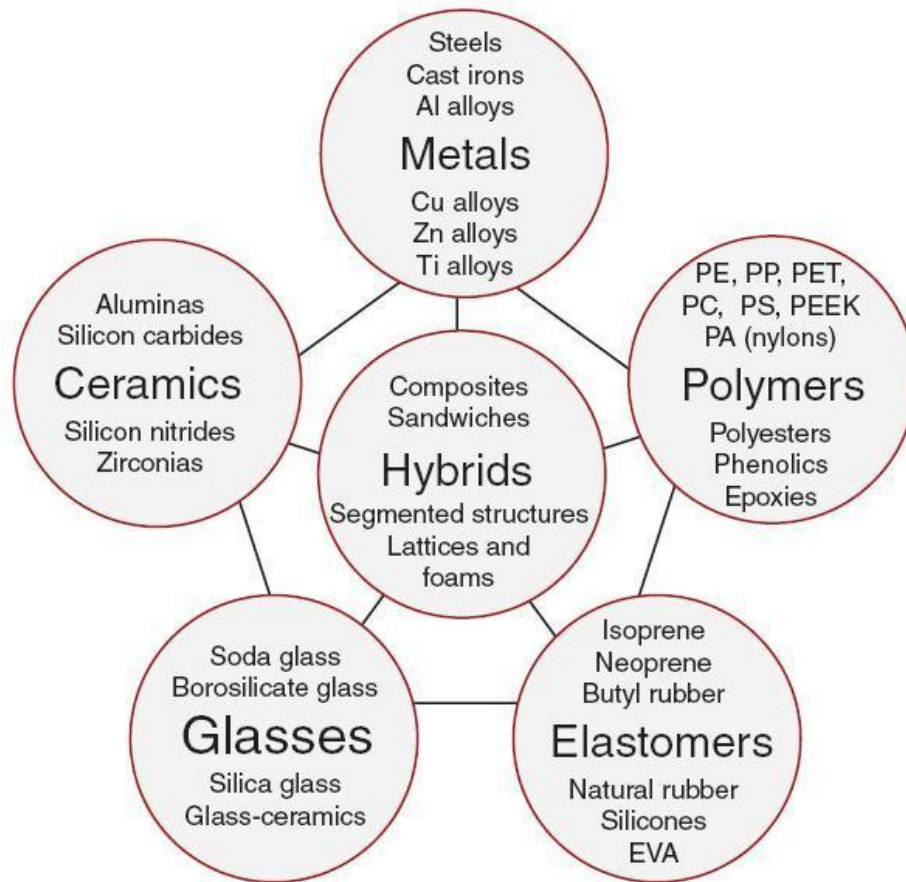 Steels
Cast irons
Al alloys
Metals
Cu alloys
Zn alloys
Ti alloys
Aluminas
Silicon carbides
Ceramics
Silicon nitrides
Zirconias
PE, PP, PET,
PC, PS, PEEK
PA (nylons)
Polymers
Polyesters
Phenolics
Epoxies
Composites
Sandwiches
Hybrids
Segmented structures
Lattices and
foams
Soda glass
Borosilicate glass
Glasses
Silica glass
Glass-ceramics
Isoprene
Neoprene
Butyl rubber
Elastomers
Natural rubber
Silicones
EVA